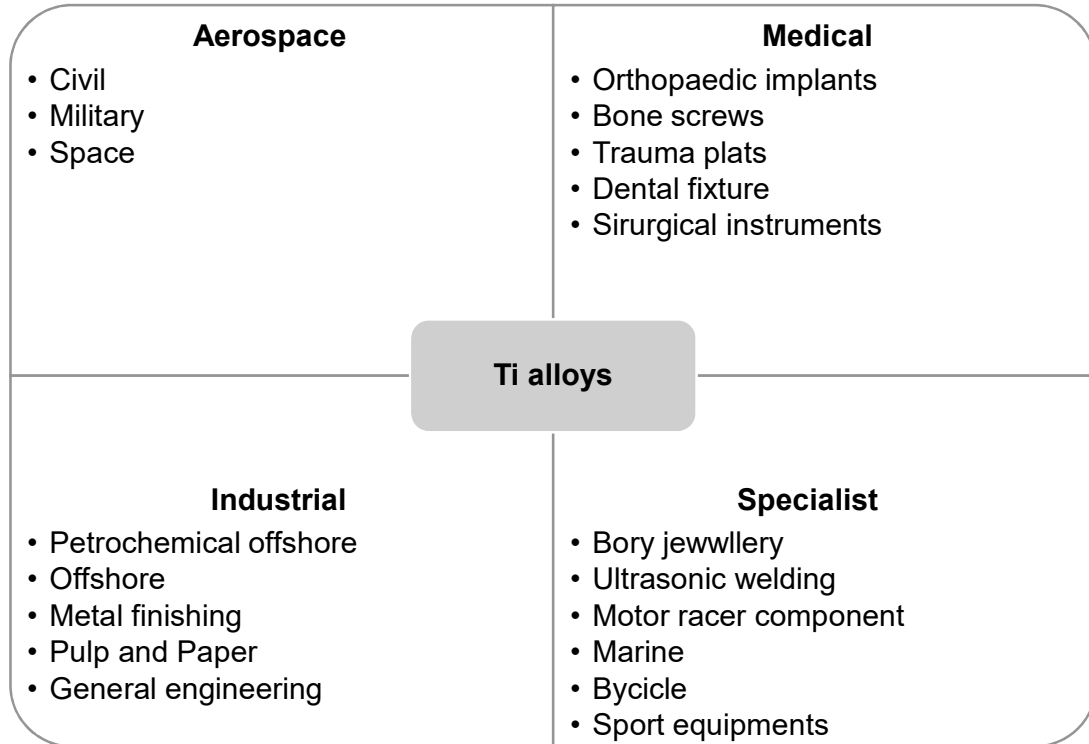 Aerospace
• Civil
• Military
• Space
Medical
• Orthopaedic implants
• Bone screws
• Trauma plats
• Dental fixture
• Sirurgical instruments
Ti alloys
Industrial
• Petrochemical offshore
• Offshore
• Metal finishing
• Pulp and Paper
• General engineering
Specialist
• Bory jewwllery
• Ultrasonic welding
• Motor racer component
• Marine
• Bycicle
• Sport equipments